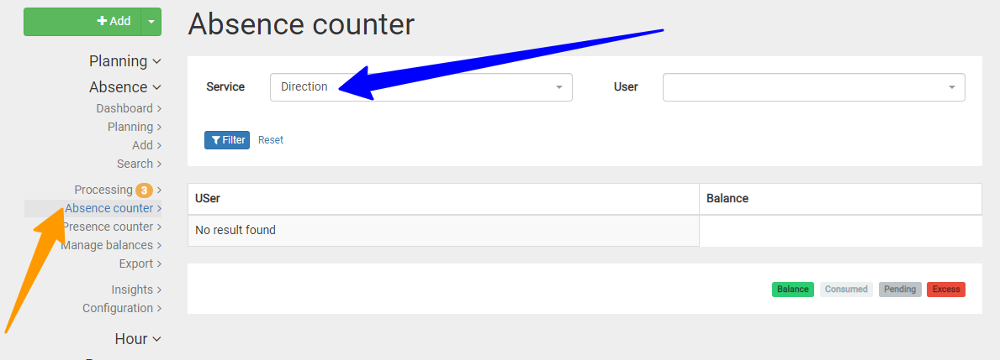 Add
Planning
Absence
Dashboard
Planning
Add
Search
Processing 3
Absence counter
Presence counter
Manage balances
Export
Insights
Configuration
Hour
Absence counter
Service Direction User
Filter Reset
USer Balance
No result found
Balance Consumed Pending Excess